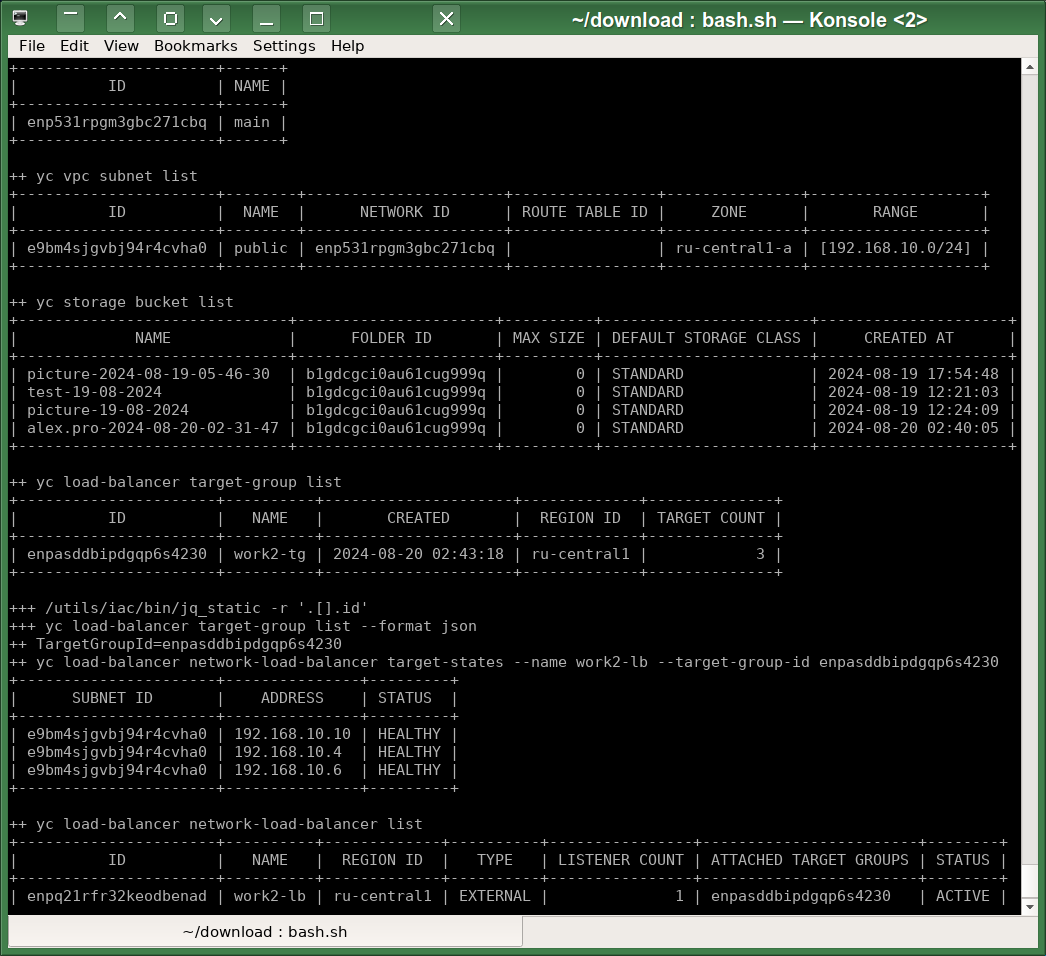 ~/download : bash.sh — Konsole <2>
File Edit View Bookmarks Settings Help
+-----------------------+------+
|          ID          | NAME |
+----------------------+------+
| enp531rpgm3gbc271cbq | main |
+----------------------+------+
++ yc vpc subnet list
+----------------------+--------+----------------------+----------------+---------------+-------------------+
|          ID          |  NAME  |      NETWORK ID      | ROUTE TABLE ID |     ZONE      |       RANGE       |
+----------------------+--------+----------------------+----------------+---------------+-------------------+
| e9bm4sjgvbj94r4cvha0 | public | enp531rpgm3gbc271cbq |                | ru-central1-a | [192.168.10.0/24] |
+----------------------+--------+----------------------+----------------+---------------+-------------------+
++ yc storage bucket list
+------------------------------+----------------------+----------+-----------------------+---------------------+
|             NAME             |      FOLDER ID       | MAX SIZE | DEFAULT STORAGE CLASS |     CREATED AT      |
+------------------------------+----------------------+----------+-----------------------+---------------------+
| picture-2024-08-19-05-46-30  | b1gdcgci0au61cug999q |        0 | STANDARD              | 2024-08-19 17:54:48 |
| test-19-08-2024              | b1gdcgci0au61cug999q |        0 | STANDARD              | 2024-08-19 12:21:03 |
| picture-19-08-2024           | b1gdcgci0au61cug999q |        0 | STANDARD              | 2024-08-19 12:24:09 |
| alex.pro-2024-08-20-02-31-47 | b1gdcgci0au61cug999q |        0 | STANDARD              | 2024-08-20 02:40:05 |
+------------------------------+----------------------+----------+-----------------------+---------------------+
++ yc load-balancer target-group list
+----------------------+----------+---------------------+-------------+--------------+
|          ID          |   NAME   |       CREATED       |  REGION ID  | TARGET COUNT |
+----------------------+----------+---------------------+-------------+--------------+
| enpasddbipdgqp6s4230 | work2-tg | 2024-08-20 02:43:18 | ru-central1 |            3 |
+----------------------+----------+---------------------+-------------+--------------+
+++ /utils/iac/bin/jq_static -r '.[].id'
+++ yc load-balancer target-group list --format json
++ TargetGroupId=enpasddbipdgqp6s4230
++ yc load-balancer network-load-balancer target-states --name work2-lb --target-group-id enpasddbipdgqp6s4230
+----------------------+---------------+---------+
|      SUBNET ID       |    ADDRESS    | STATUS  |
+----------------------+---------------+---------+
| e9bm4sjgvbj94r4cvha0 | 192.168.10.10 | HEALTHY |
| e9bm4sjgvbj94r4cvha0 | 192.168.10.4  | HEALTHY |
| e9bm4sjgvbj94r4cvha0 | 192.168.10.6  | HEALTHY |
+----------------------+---------------+---------+
++ yc load-balancer network-load-balancer list
+----------------------+----------+-------------+----------+----------------+------------------------+--------+
|          ID          |   NAME   |  REGION ID  |   TYPE   | LISTENER COUNT | ATTACHED TARGET GROUPS | STATUS |
+----------------------+----------+-------------+----------+----------------+------------------------+--------+
| enpq21rfr32keodbenad | work2-lb | ru-central1 | EXTERNAL |              1 | enpasddbipdgqp6s4230   | ACTIVE |
~/download : bash.sh